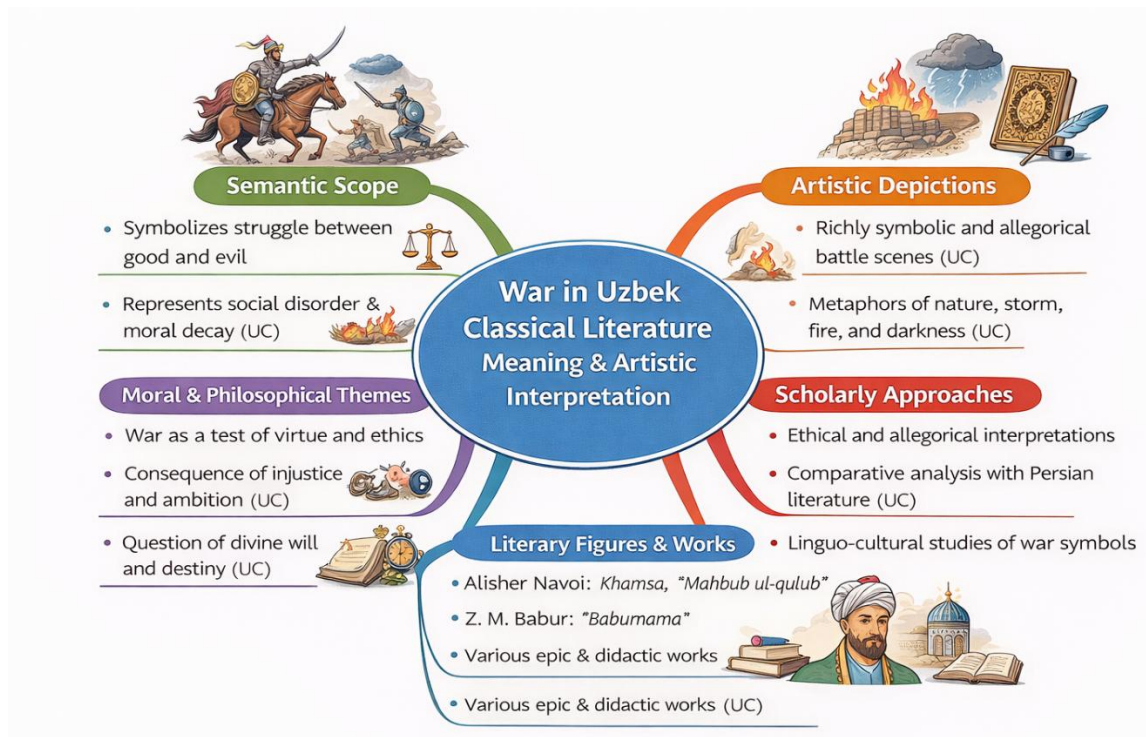 Semantic Scope
• Symbolizes struggle between
good and evil
• Represents social disorder &
moral decay (UC)
Artistic Depictions
• Richly symbolic and allegorical
battle scenes (UC)
• Metaphors of nature, storm,
fire, and darkness (UC)
War in Uzbek
Classical Literature
Meaning & Artistic
Interpretation
Moral & Philosophical Themes
• War as a test of virtue and ethics
• Consequence of injustice
and ambition (UC)
• Question of divine will
and destiny (UC)
Scholarly Approaches
• Ethical and allegorical interpretations
• Comparative analysis with Persian
literature (UC)
• Linguo-cultural studies of war symbols
Literary Figures & Works
• Alisher Navoi: Khamsa, "Mahbub ul-qulub"
• Z. M. Babur: "Baburnama"
• Various epic & didactic works
• Various epic & didactic works (UC)